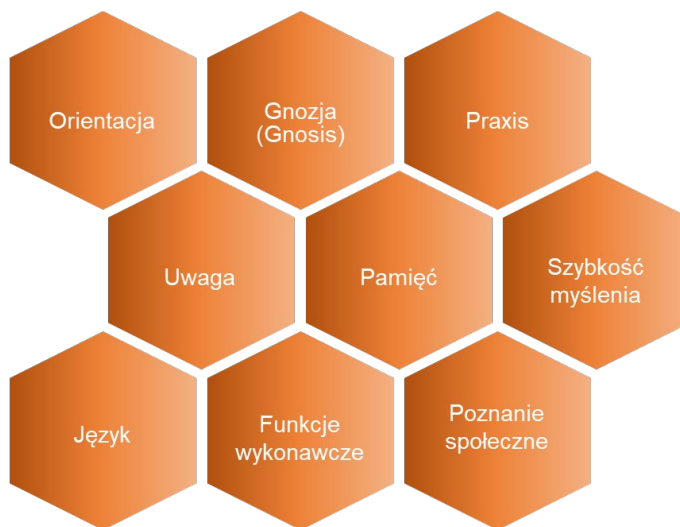 Orientacja
Gnozja
(Gnosis)
Praxis
Uwaga
Pamięć
Szybkość
myślenia
Język
Funkcje
wykonawcze
Poznanie
społeczne